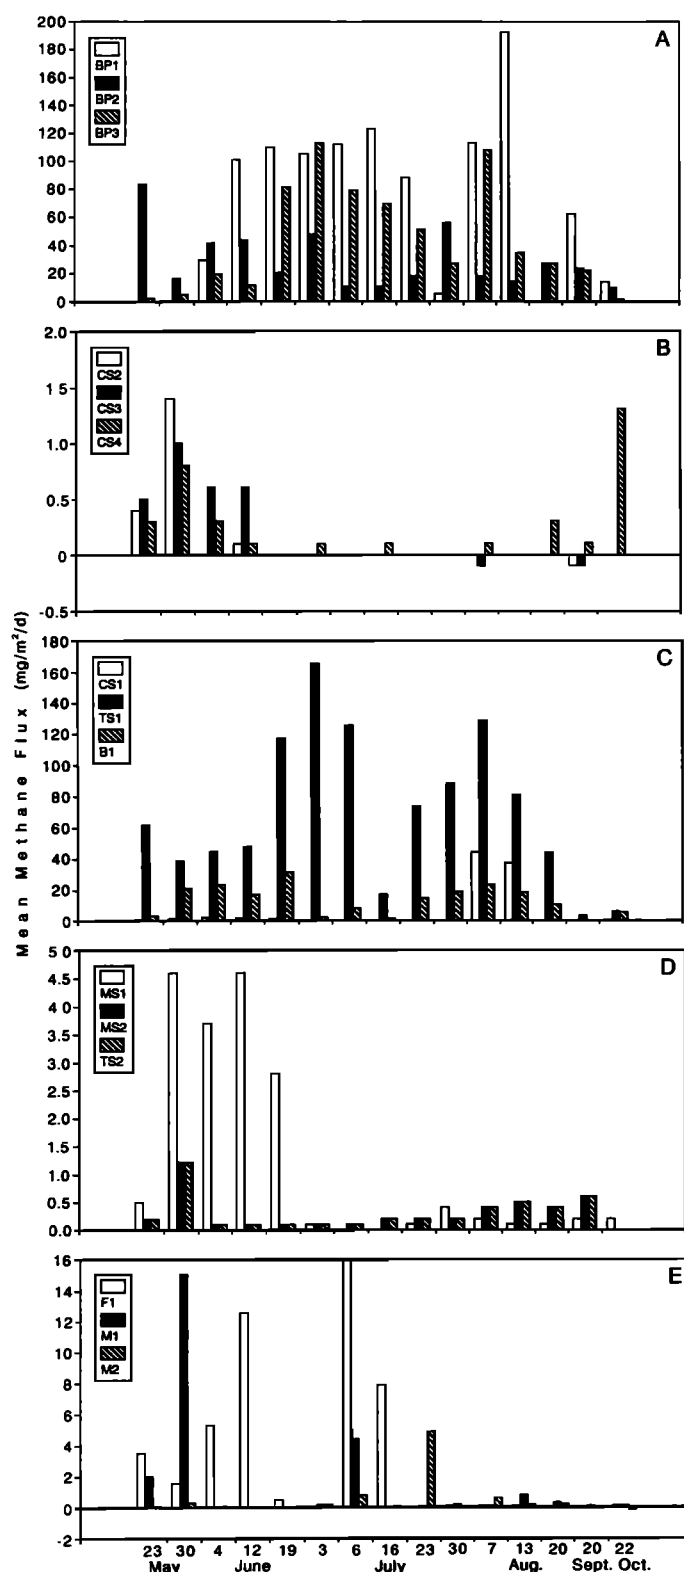 A
200
180
160
140
120
100
80
60
40
20
0
BP1
BP2
BP3
B
2.0
1 5
1.0
0.5
0
-0.5
CS2
CS3
CS4
C
180
160
140
120
100
80
60
40
20
0
CS1
TS1
B1
D
5 0
4.5
4 0
3.5
3.0
2.5
2.0
1.5
1.0
0.5
0.0
MS1
MS2
TS2
E
16
14
12
10
8
6
4
2
0
-2
F1
M1
M2
Mean Methane Flux (mg/m²/d)
23 30 4 12 19 3 6 16 23 30 7 13 20 20 22
May June July Aug. Sept. Oct.